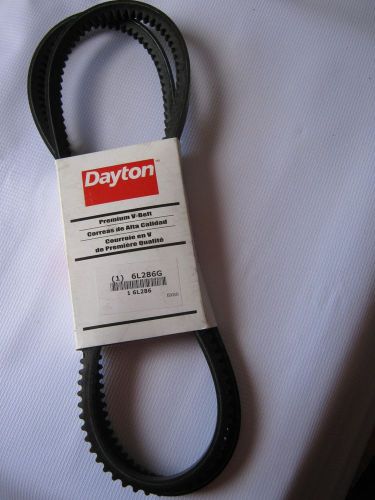 Dayton
Premium V-Belt
Correas de Alta Calidad
Courroie en V
de Première Qualité
(1) 6L286G
1 6L286